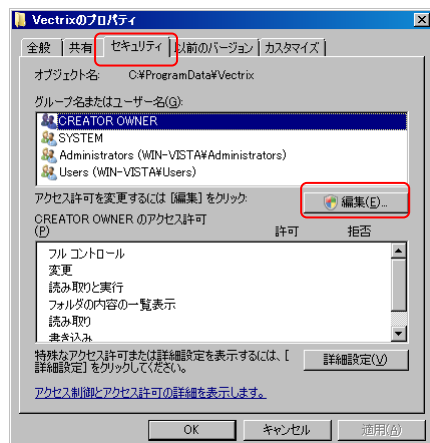 Vectrixのプロパティ
全般 共有 セキュリティ 以前のバージョン カスタマイズ
オブジェクト名: C:¥ProgramData¥Vectrix
グループ名またはユーザー名(G):
CREATOR OWNER
SYSTEM
Administrators (WIN-VISTA¥Administrators)
Users (WIN-VISTA¥Users)
アクセス許可を変更するには [編集] をクリック:
編集(E)...
CREATOR OWNER のアクセス許可
(P) 許可 拒否
フル コントロール
変更
読み取りと実行
フォルダの内容の一覧表示
読み取り
書き込み
特殊なアクセス許可または詳細設定を表示するには、[
詳細設定] をクリックしてください。
詳細設定(V)
アクセス制御とアクセス許可の詳細を表示します。
OK キャンセル 適用(A)